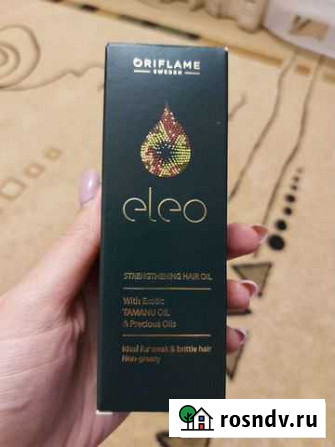 ORIFLAME
SWEDEN
eleo
STRENGTHENING HAIR OIL
With Exotic
TAMANU OIL
& Precious Oils
Ideal for weak & brittle hair
Non-greasy
rosndv.ru